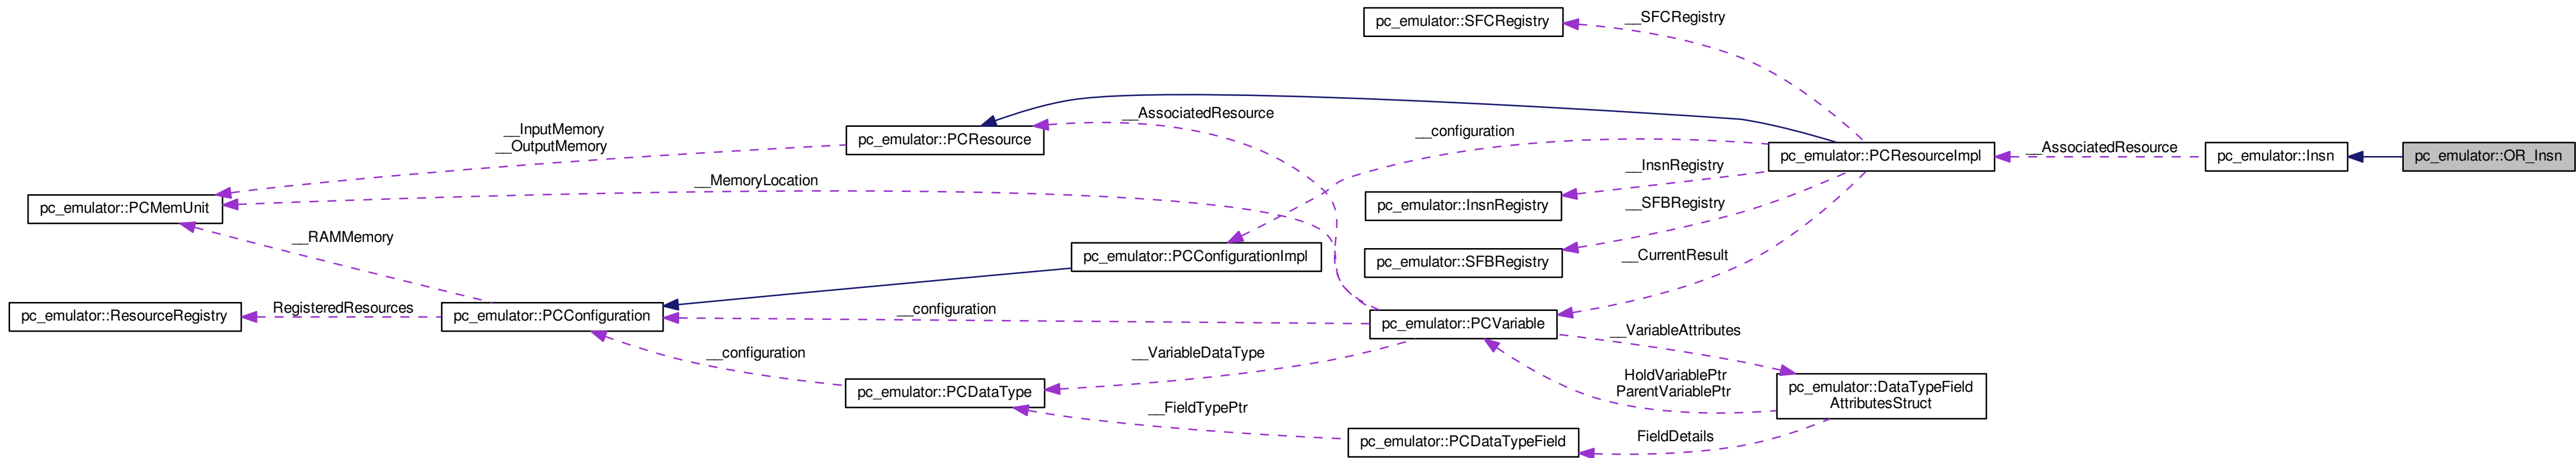 pc_emulator::SFCRegistry
__SFCRegistry
__AssociatedResource
__InputMemory
__OutputMemory
pc_emulator::PCResource
__configuration
pc_emulator::PCResourceImpl
__AssociatedResource
pc_emulator::Insn
pc_emulator::OR_Insn
__MemoryLocation
__InsnRegistry
pc_emulator::PCMemUnit
pc_emulator::InsnRegistry
__SFBRegistry
__RAMMemory
pc_emulator::PCConfigurationImpl
pc_emulator::SFBRegistry
__CurrentResult
pc_emulator::ResourceRegistry
RegisteredResources
pc_emulator::PCConfiguration
__configuration
pc_emulator::PCVariable
__VariableAttributes
__configuration
__VariableDataType
HoldVariablePtr
ParentVariablePtr
pc_emulator::DataTypeField
AttributesStruct
pc_emulator::PCDataType
__FieldTypePtr
pc_emulator::PCDataTypeField
FieldDetails